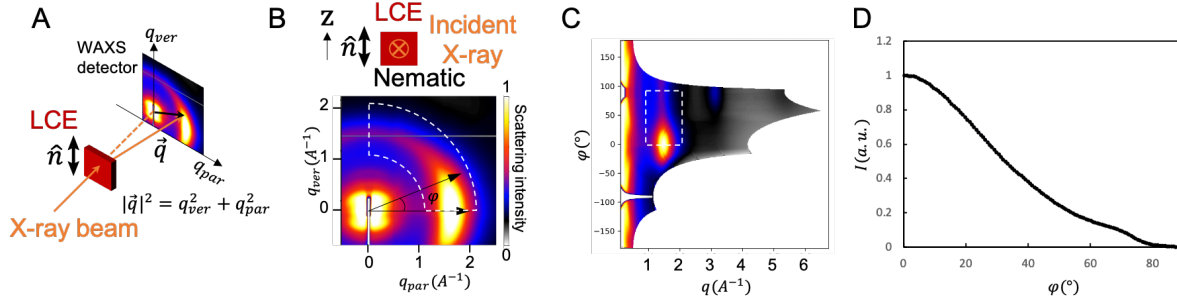 A
WAXS
detector
q_ver
LCE
n̂
q⃗
q_par
|q⃗|² = q²_ver + q²_par
X-ray beam
B
z
LCE
n̂
Incident
X-ray
Nematic
q_ver(A⁻¹)
2
1
0
φ
0 1 2
q_par(A⁻¹)
1
Scattering intensity
0
C
φ(°)
150
100
50
0
−50
−100
−150
1 2 3 4 5 6
q(A⁻¹)
D
I(a.u.)
1.2
1
0.8
0.6
0.4
0.2
0
0 20 40 60 80
φ(°)